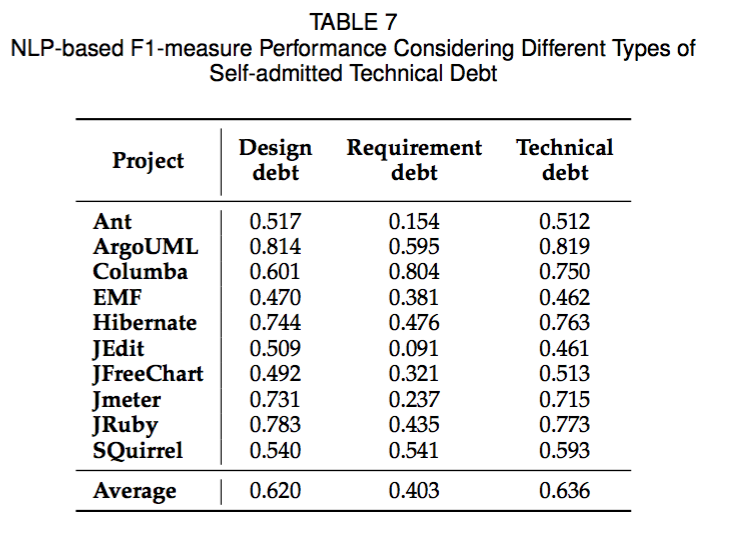 TABLE 7
NLP-based F1-measure Performance Considering Different Types of
Self-admitted Technical Debt
Project Design debt Requirement debt Technical debt
Ant 0.517 0.154 0.512
ArgoUML 0.814 0.595 0.819
Columba 0.601 0.804 0.750
EMF 0.470 0.381 0.462
Hibernate 0.744 0.476 0.763
JEdit 0.509 0.091 0.461
JFreeChart 0.492 0.321 0.513
Jmeter 0.731 0.237 0.715
JRuby 0.783 0.435 0.773
SQuirrel 0.540 0.541 0.593
Average 0.620 0.403 0.636